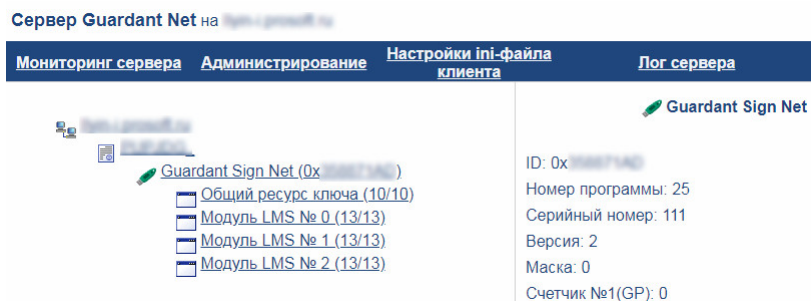 Сервер Guardant Net на
Мониторинг сервера Администрирование Настройки ini-файла клиента Лог сервера
Guardant Sign Net (0x )
Общий ресурс ключа (10/10)
Модуль LMS № 0 (13/13)
Модуль LMS № 1 (13/13)
Модуль LMS № 2 (13/13)
Guardant Sign Net
ID: 0x
Номер программы: 25
Серийный номер: 111
Версия: 2
Маска: 0
Счетчик №1(GP): 0